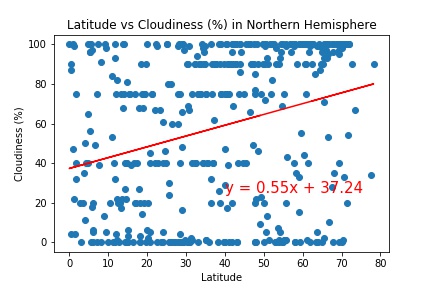 Latitude vs Cloudiness (%) in Northern Hemisphere
100
80
60
40
20
0
Cloudiness (%)
y = 0.55x + 37.24
0 10 20 30 40 50 60 70 80
Latitude